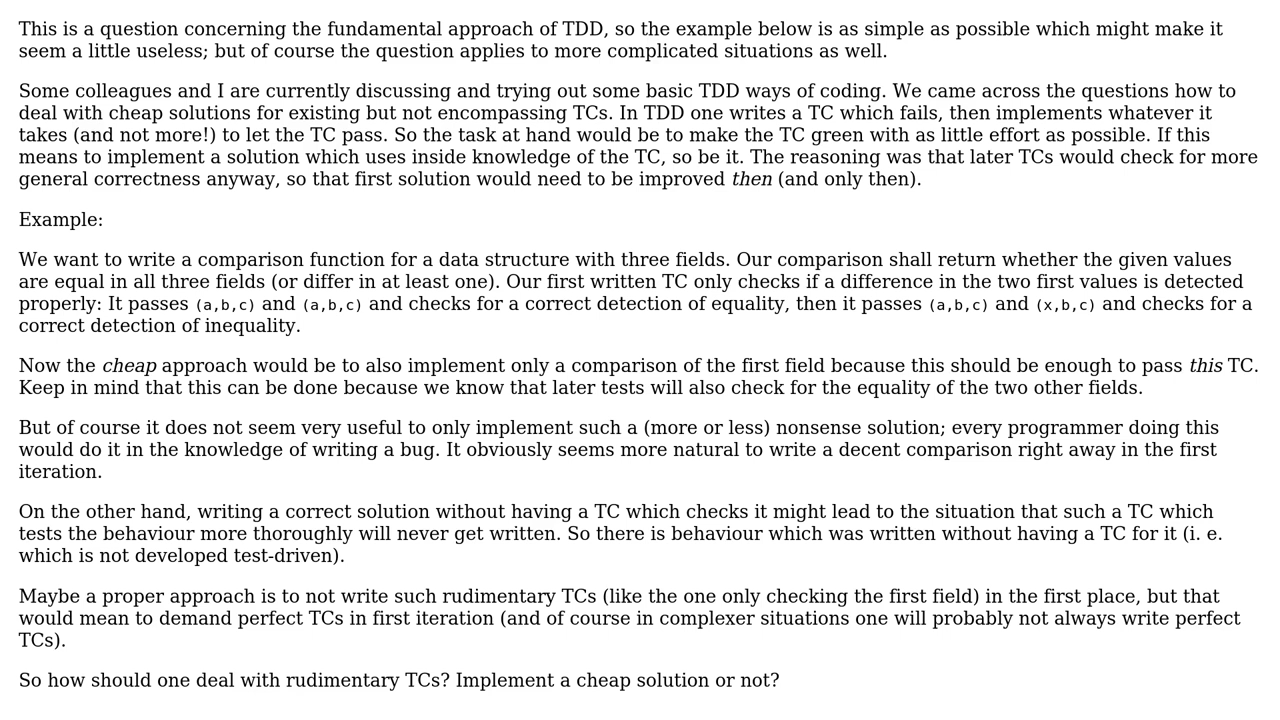 This is a question concerning the fundamental approach of TDD, so the example below is as simple as possible which might make it
seem a little useless; but of course the question applies to more complicated situations as well.
Some colleagues and I are currently discussing and trying out some basic TDD ways of coding. We came across the questions how to
deal with cheap solutions for existing but not encompassing TCs. In TDD one writes a TC which fails, then implements whatever it
takes (and not more!) to let the TC pass. So the task at hand would be to make the TC green with as little effort as possible. If this
means to implement a solution which uses inside knowledge of the TC, so be it. The reasoning was that later TCs would check for more
general correctness anyway, so that first solution would need to be improved then (and only then).
Example:
We want to write a comparison function for a data structure with three fields. Our comparison shall return whether the given values
are equal in all three fields (or differ in at least one). Our first written TC only checks if a difference in the two first values is detected
properly: It passes (a,b,c) and (a,b,c) and checks for a correct detection of equality, then it passes (a,b,c) and (x,b,c) and checks for a
correct detection of inequality.
Now the cheap approach would be to also implement only a comparison of the first field because this should be enough to pass this TC.
Keep in mind that this can be done because we know that later tests will also check for the equality of the two other fields.
But of course it does not seem very useful to only implement such a (more or less) nonsense solution; every programmer doing this
would do it in the knowledge of writing a bug. It obviously seems more natural to write a decent comparison right away in the first
iteration.
On the other hand, writing a correct solution without having a TC which checks it might lead to the situation that such a TC which
tests the behaviour more thoroughly will never get written. So there is behaviour which was written without having a TC for it (i. e.
which is not developed test-driven).
Maybe a proper approach is to not write such rudimentary TCs (like the one only checking the first field) in the first place, but that
would mean to demand perfect TCs in first iteration (and of course in complexer situations one will probably not always write perfect
TCs).
So how should one deal with rudimentary TCs? Implement a cheap solution or not?